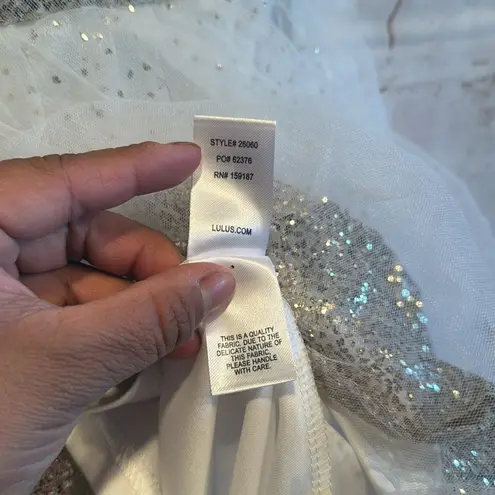 STYLE# 26060
PO# 62376
RN# 159187
LULUS.COM
THIS IS A QUALITY
FABRIC. DUE TO THE
DELICATE NATURE OF
THIS FABRIC,
PLEASE HANDLE
WITH CARE.